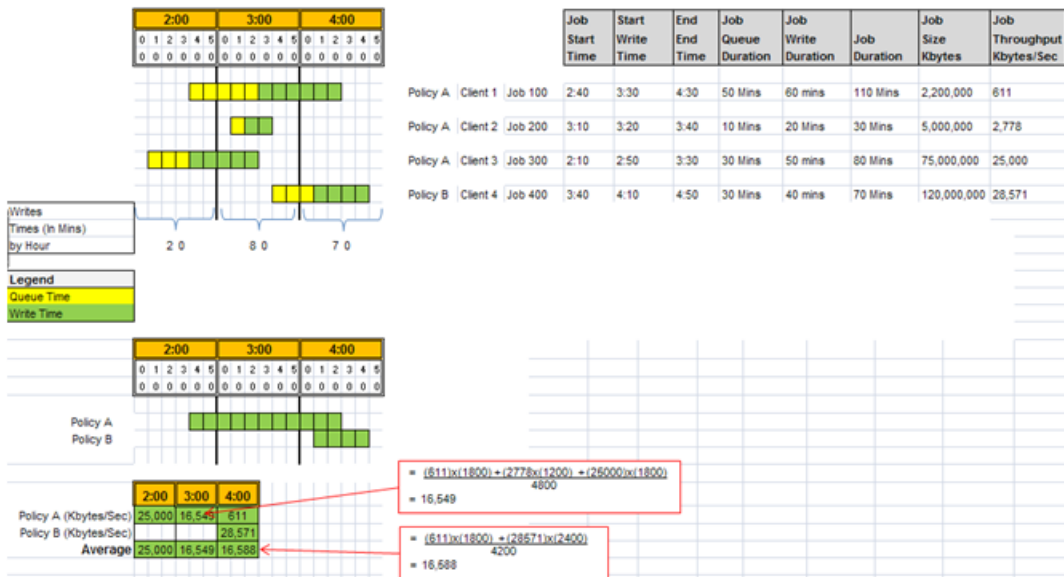 2:00 3:00 4:00
0 1 2 3 4 5 0 1 2 3 4 5 0 1 2 3 4 5
0 0 0 0 0 0 0 0 0 0 0 0 0 0 0 0 0 0
Job Start End Job Job Job Job
Start Write End Queue Write Job Size Throughput
Time Time Time Duration Duration Duration Kbytes Kbytes/Sec
Policy A Client 1 Job 100 2:40 3:30 4:30 50 Mins 60 mins 110 Mins 2,200,000 611
Policy A Client 2 Job 200 3:10 3:20 3:40 10 Mins 20 Mins 30 Mins 5,000,000 2,778
Policy A Client 3 Job 300 2:10 2:50 3:30 30 Mins 50 mins 80 Mins 75,000,000 25,000
Policy B Client 4 Job 400 3:40 4:10 4:50 30 Mins 40 mins 70 Mins 120,000,000 28,571
Writes
Times (In Mins)
by Hour 2 0 8 0 7 0
Legend
Queue Time
Write Time
2:00 3:00 4:00
0 1 2 3 4 5 0 1 2 3 4 5 0 1 2 3 4 5
0 0 0 0 0 0 0 0 0 0 0 0 0 0 0 0 0 0
Policy A
Policy B
= (611)x(1800) + (2778x(1200) + (25000)x(1800)
4800
= 16,549
2:00 3:00 4:00
Policy A (Kbytes/Sec) 25,000 16,549 611
Policy B (Kbytes/Sec) 28,571
Average 25,000 16,549 16,588
= (611)x(1800) + (28571)x(2400)
4200
= 16,588